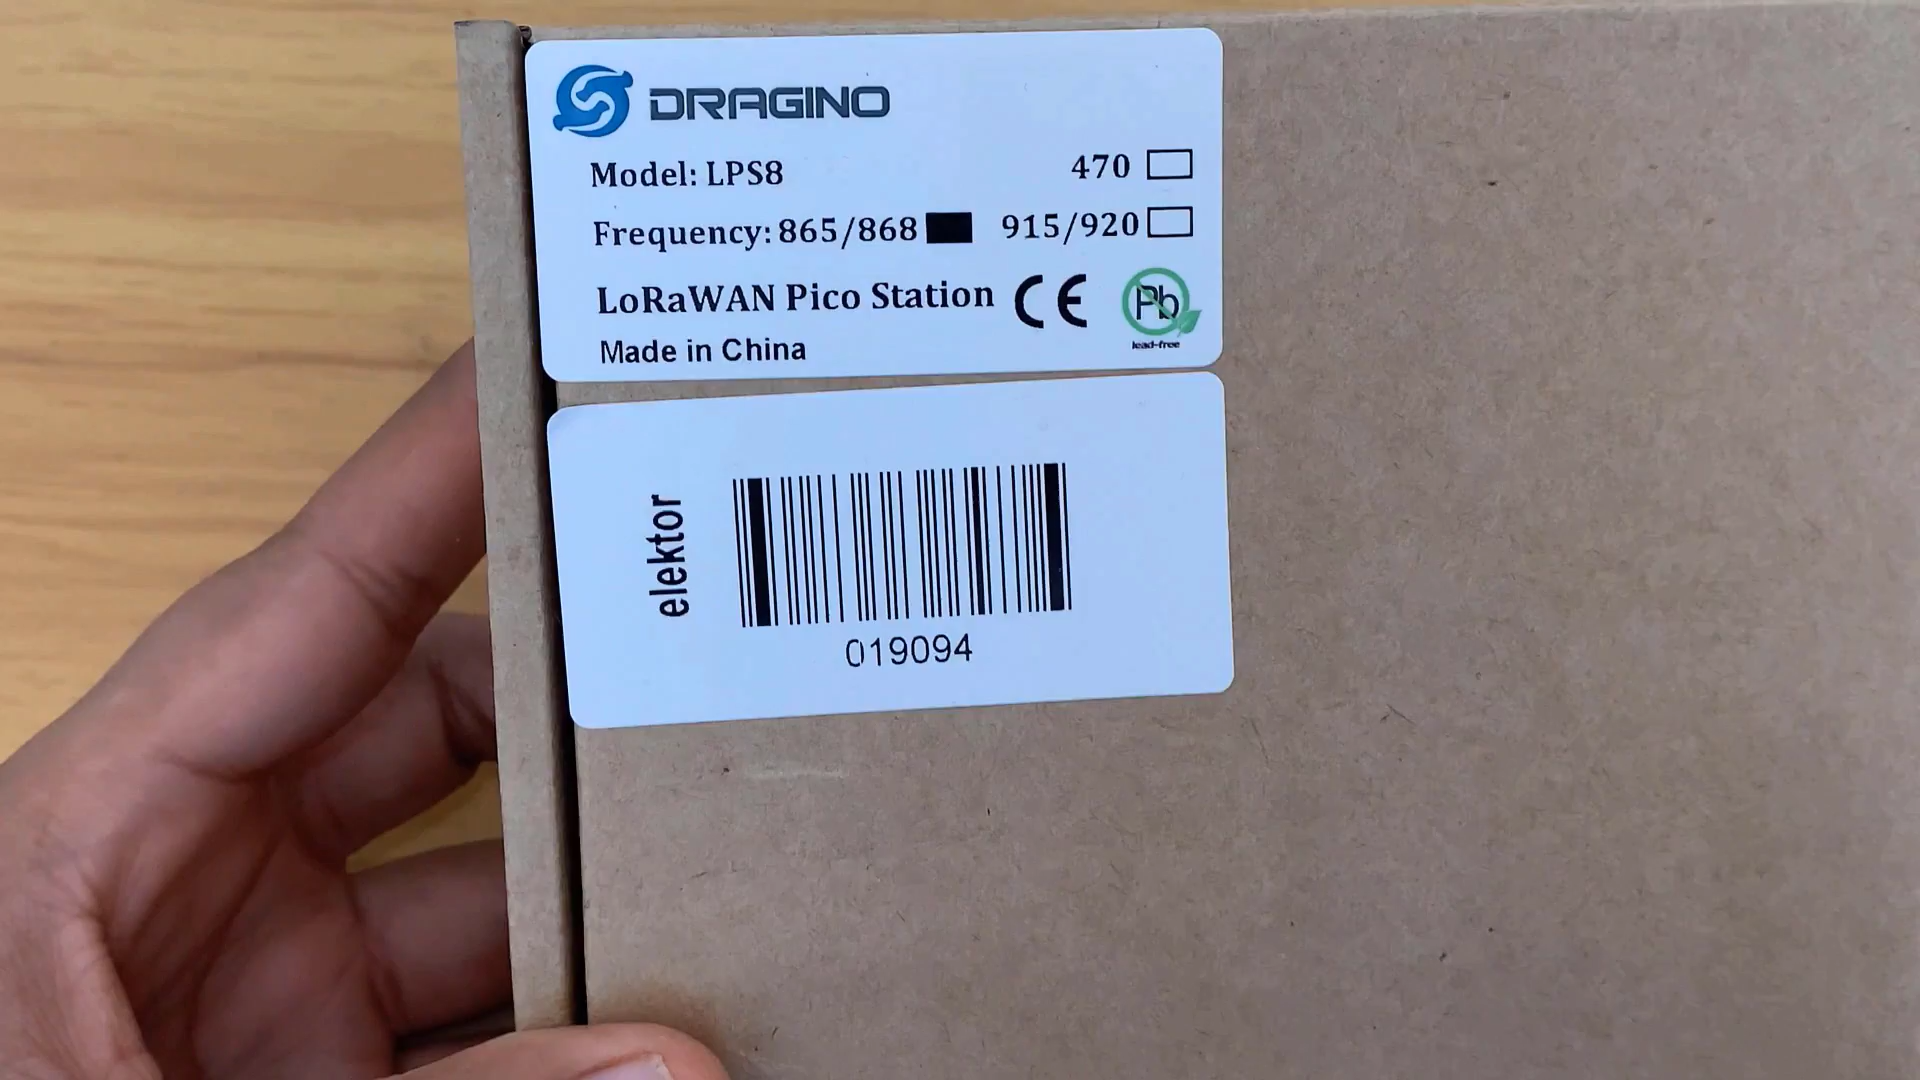 DRAGINO
Model: LPS8 470
Frequency: 865/868 915/920
LoRaWAN Pico Station CE Pb
lead-free
Made in China
elektor
019094